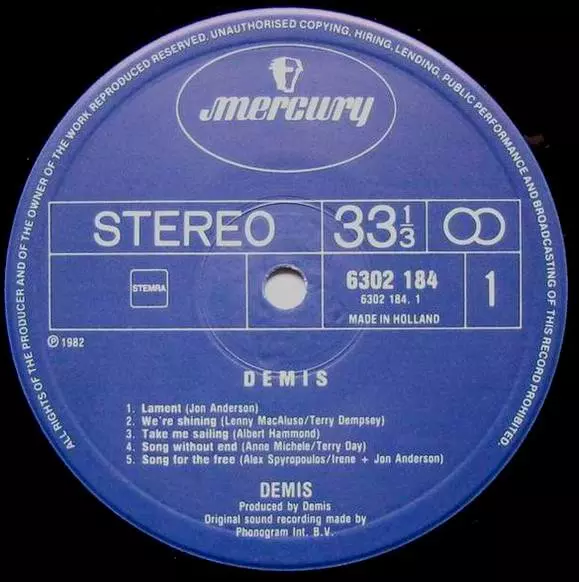 ALL RIGHTS OF THE PRODUCER AND OF THE OWNER OF THE WORK REPRODUCED RESERVED. UNAUTHORISED COPYING, HIRING, LENDING, PUBLIC PERFORMANCE AND BROADCASTING OF THIS RECORD PROHIBITED.
mercury
STEREO 33 1/3
STEMRA
6302 184
6302 184. 1
MADE IN HOLLAND
1
℗ 1982
DEMIS
1. Lament (Jon Anderson)
2. We're shining (Lenny MacAluso/Terry Dempsey)
3. Take me sailing (Albert Hammond)
4. Song without end (Anne Michele/Terry Day)
5. Song for the free (Alex Spyropoulos/Irene + Jon Anderson)
DEMIS
Produced by Demis
Original sound recording made by
Phonogram Int. B.V.